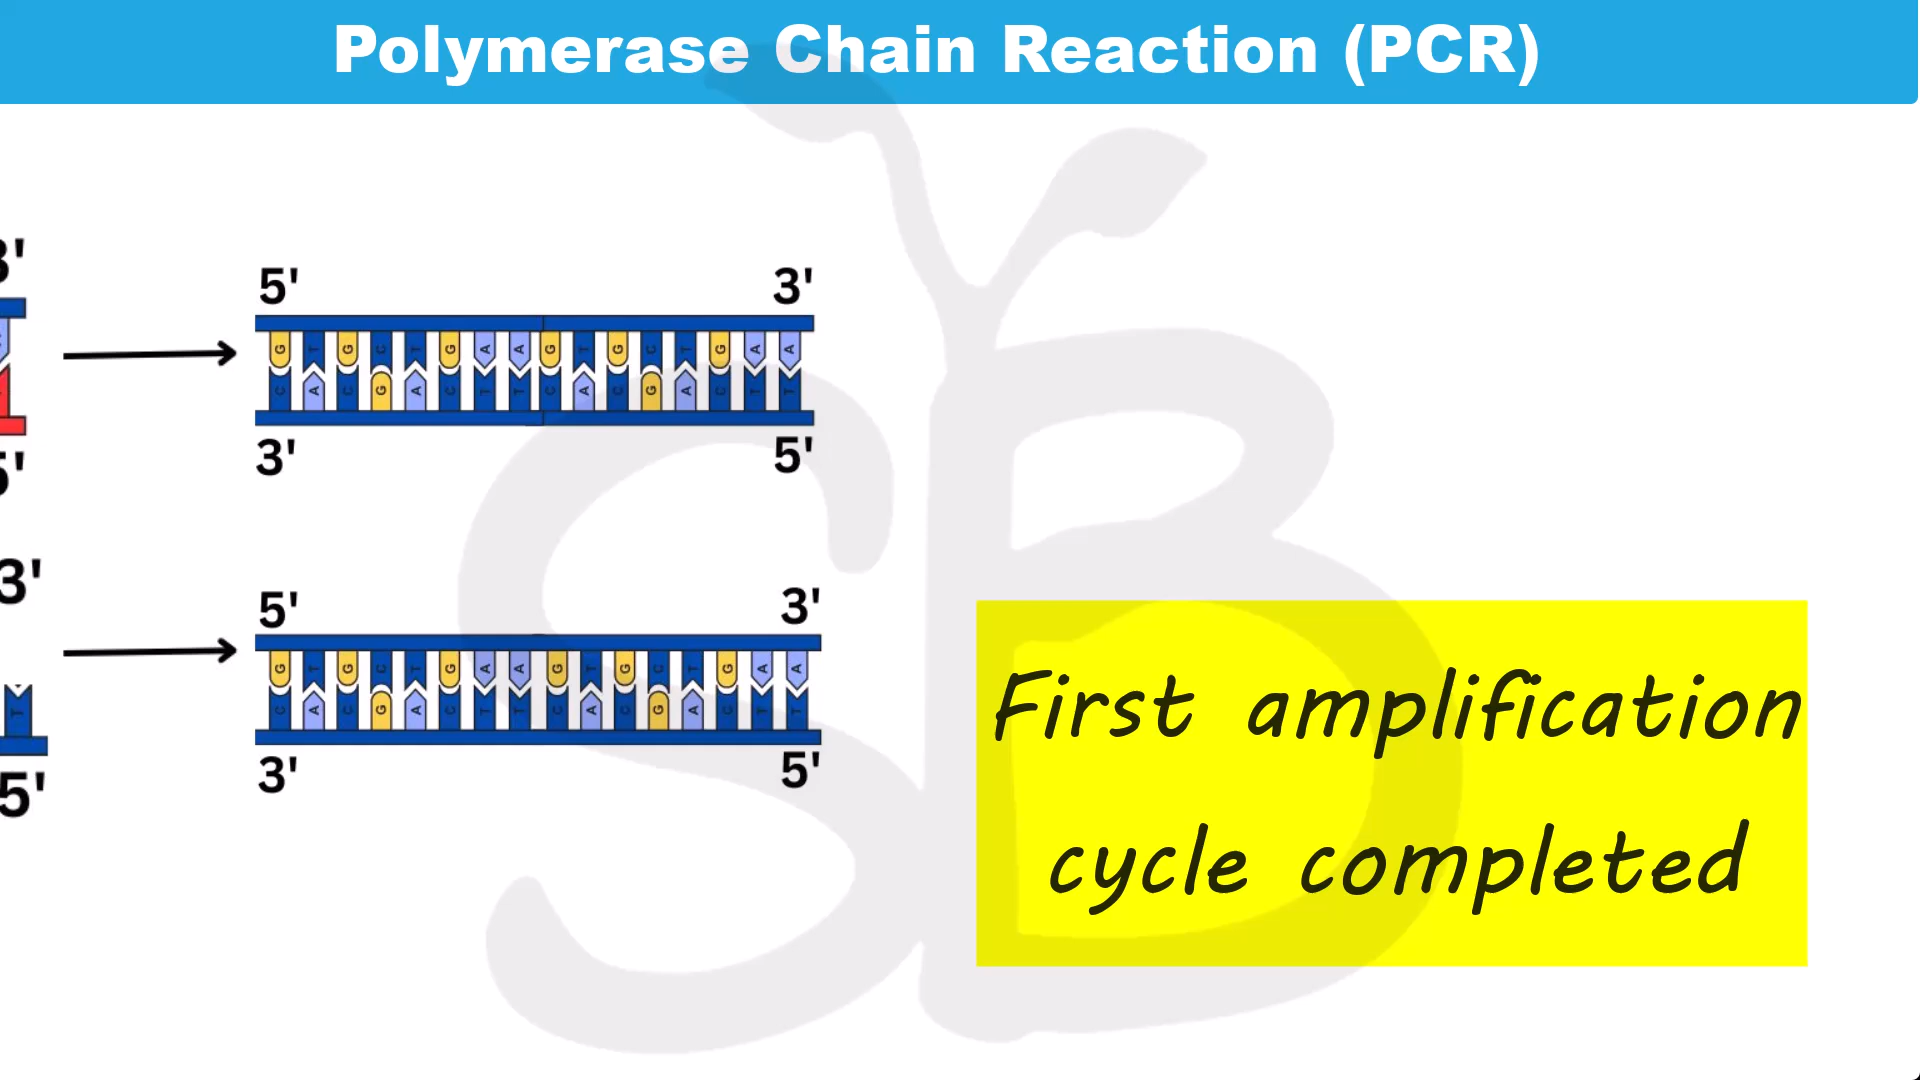 Polymerase Chain Reaction (PCR)
3'
5' 3'
G T G C T G A A G T G C T G A A
C A C G A C T T C A C G A C T T
5'
3' 5'
3'
5' 3'
G T G C T G A A G T G C T G A A
C A C G A C T T C A C G A C T T
T
3' 5'
5'
First amplification
cycle completed
SB